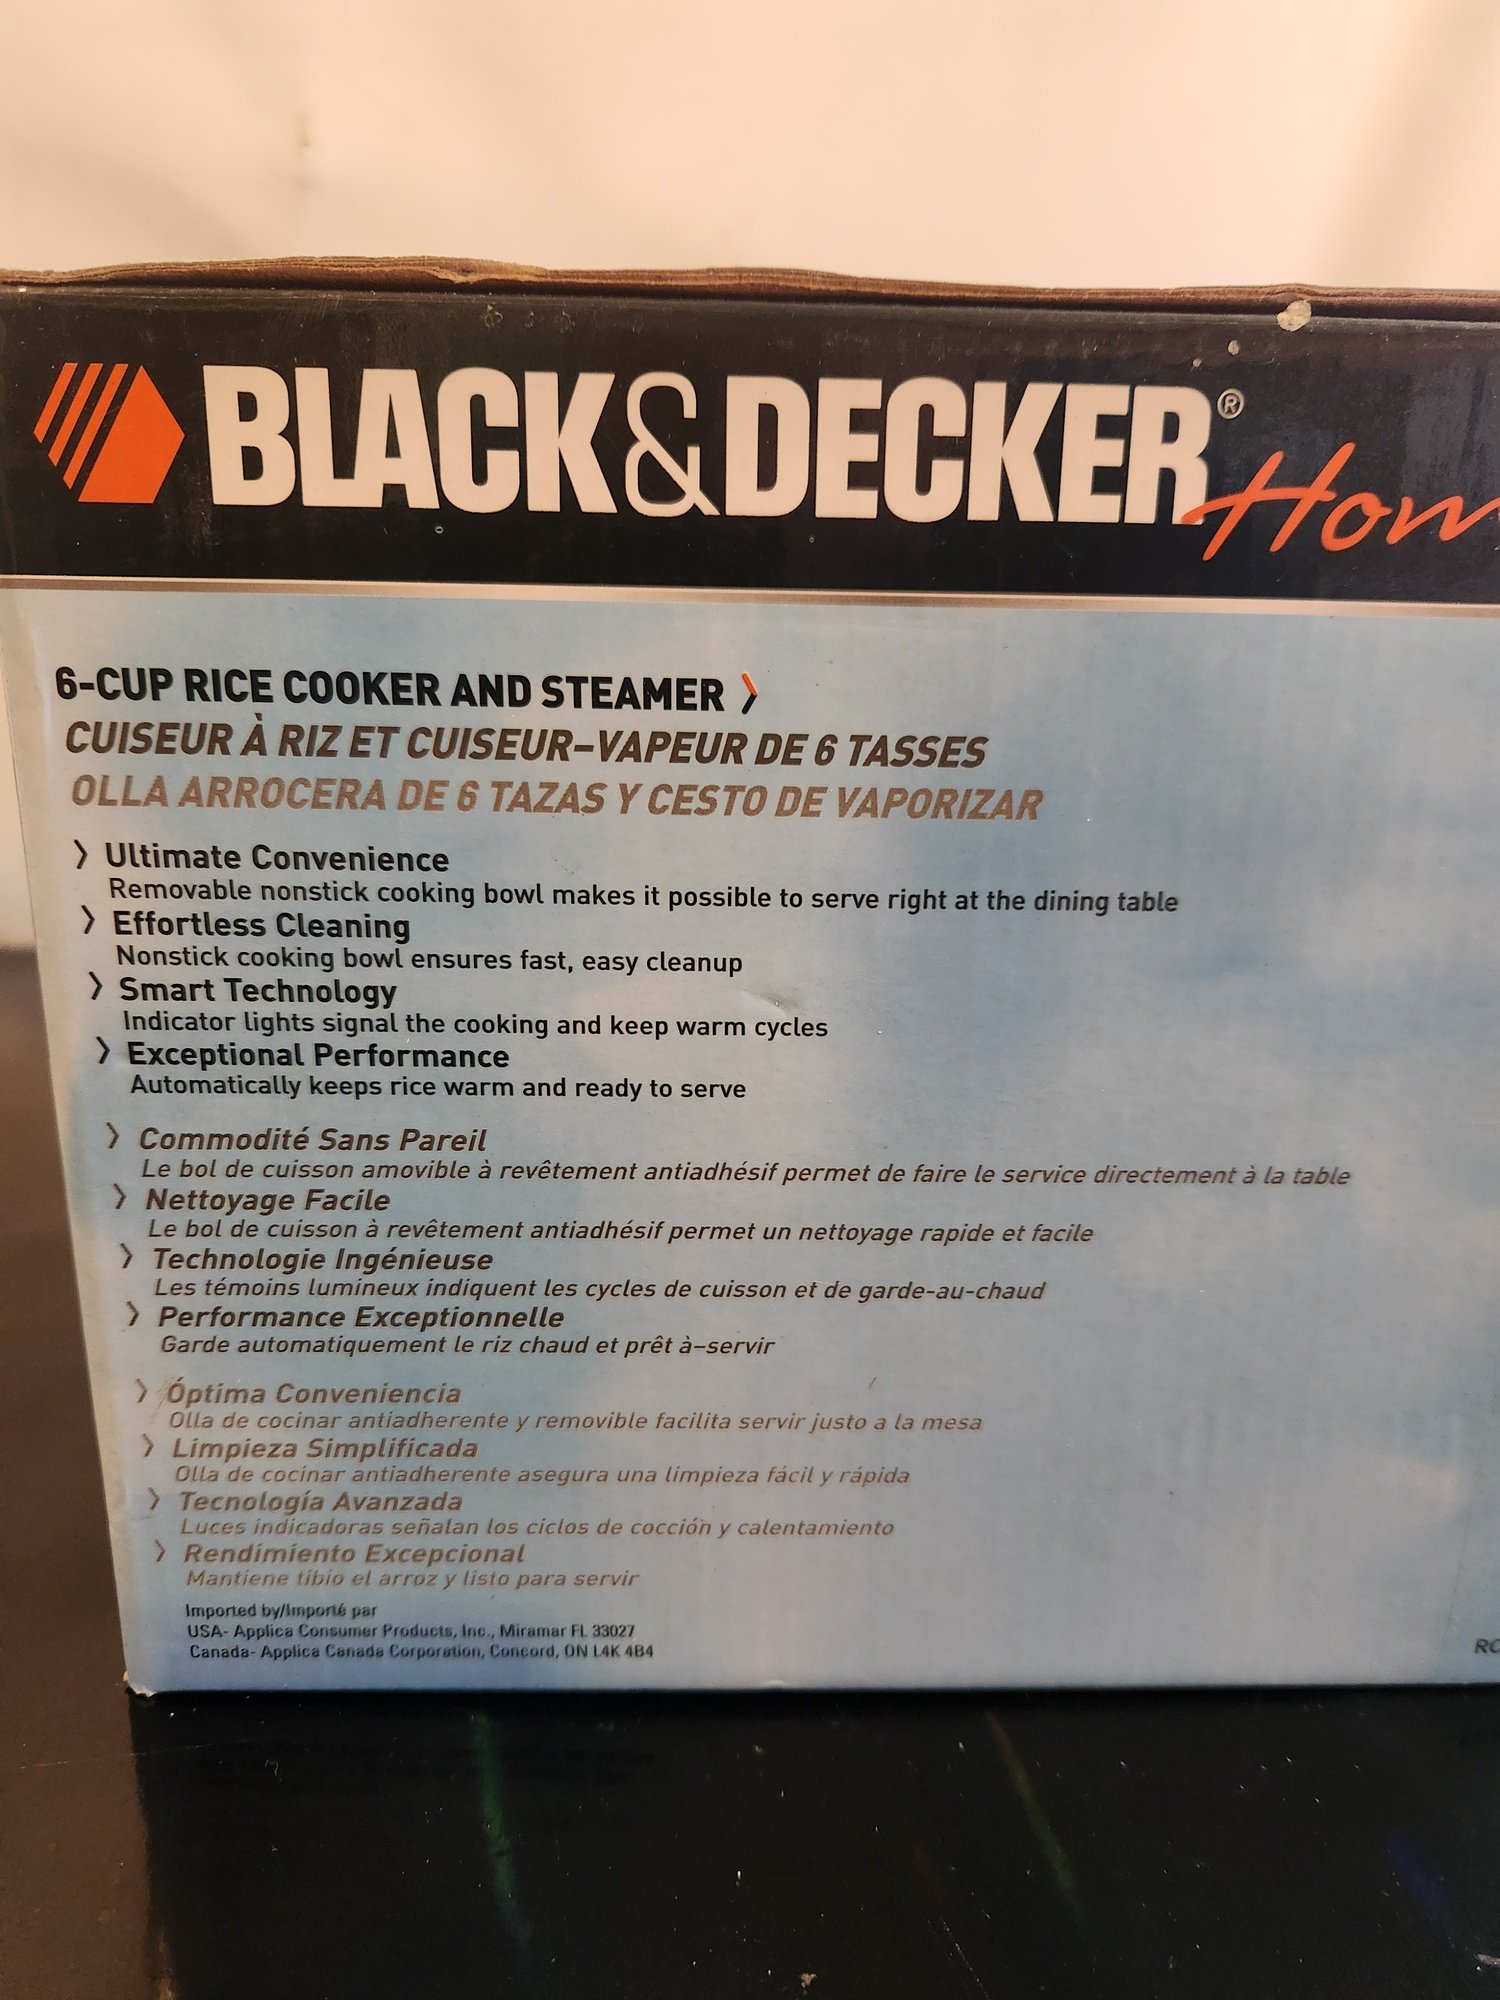 BLACK&DECKER® Hom
6-CUP RICE COOKER AND STEAMER
CUISEUR À RIZ ET CUISEUR-VAPEUR DE 6 TASSES
OLLA ARROCERA DE 6 TAZAS Y CESTO DE VAPORIZAR
Ultimate Convenience
Removable nonstick cooking bowl makes it possible to serve right at the dining table
Effortless Cleaning
Nonstick cooking bowl ensures fast, easy cleanup
Smart Technology
Indicator lights signal the cooking and keep warm cycles
Exceptional Performance
Automatically keeps rice warm and ready to serve
Commodité Sans Pareil
Le bol de cuisson amovible à revêtement antiadhésif permet de faire le service directement à la table
Nettoyage Facile
Le bol de cuisson à revêtement antiadhésif permet un nettoyage rapide et facile
Technologie Ingénieuse
Les témoins lumineux indiquent les cycles de cuisson et de garde-au-chaud
Performance Exceptionnelle
Garde automatiquement le riz chaud et prêt à-servir
Óptima Conveniencia
Olla de cocinar antiadherente y removible facilita servir justo a la mesa
Limpieza Simplificada
Olla de cocinar antiadherente asegura una limpieza fácil y rápida
Tecnología Avanzada
Luces indicadoras señalan los ciclos de cocción y calentamiento
Rendimiento Excepcional
Mantiene tibio el arroz y listo para servir
Imported by/Importé par
USA- Applica Consumer Products, Inc., Miramar FL 33027
Canada- Applica Canada Corporation, Concord, ON L4K 4B4
RC